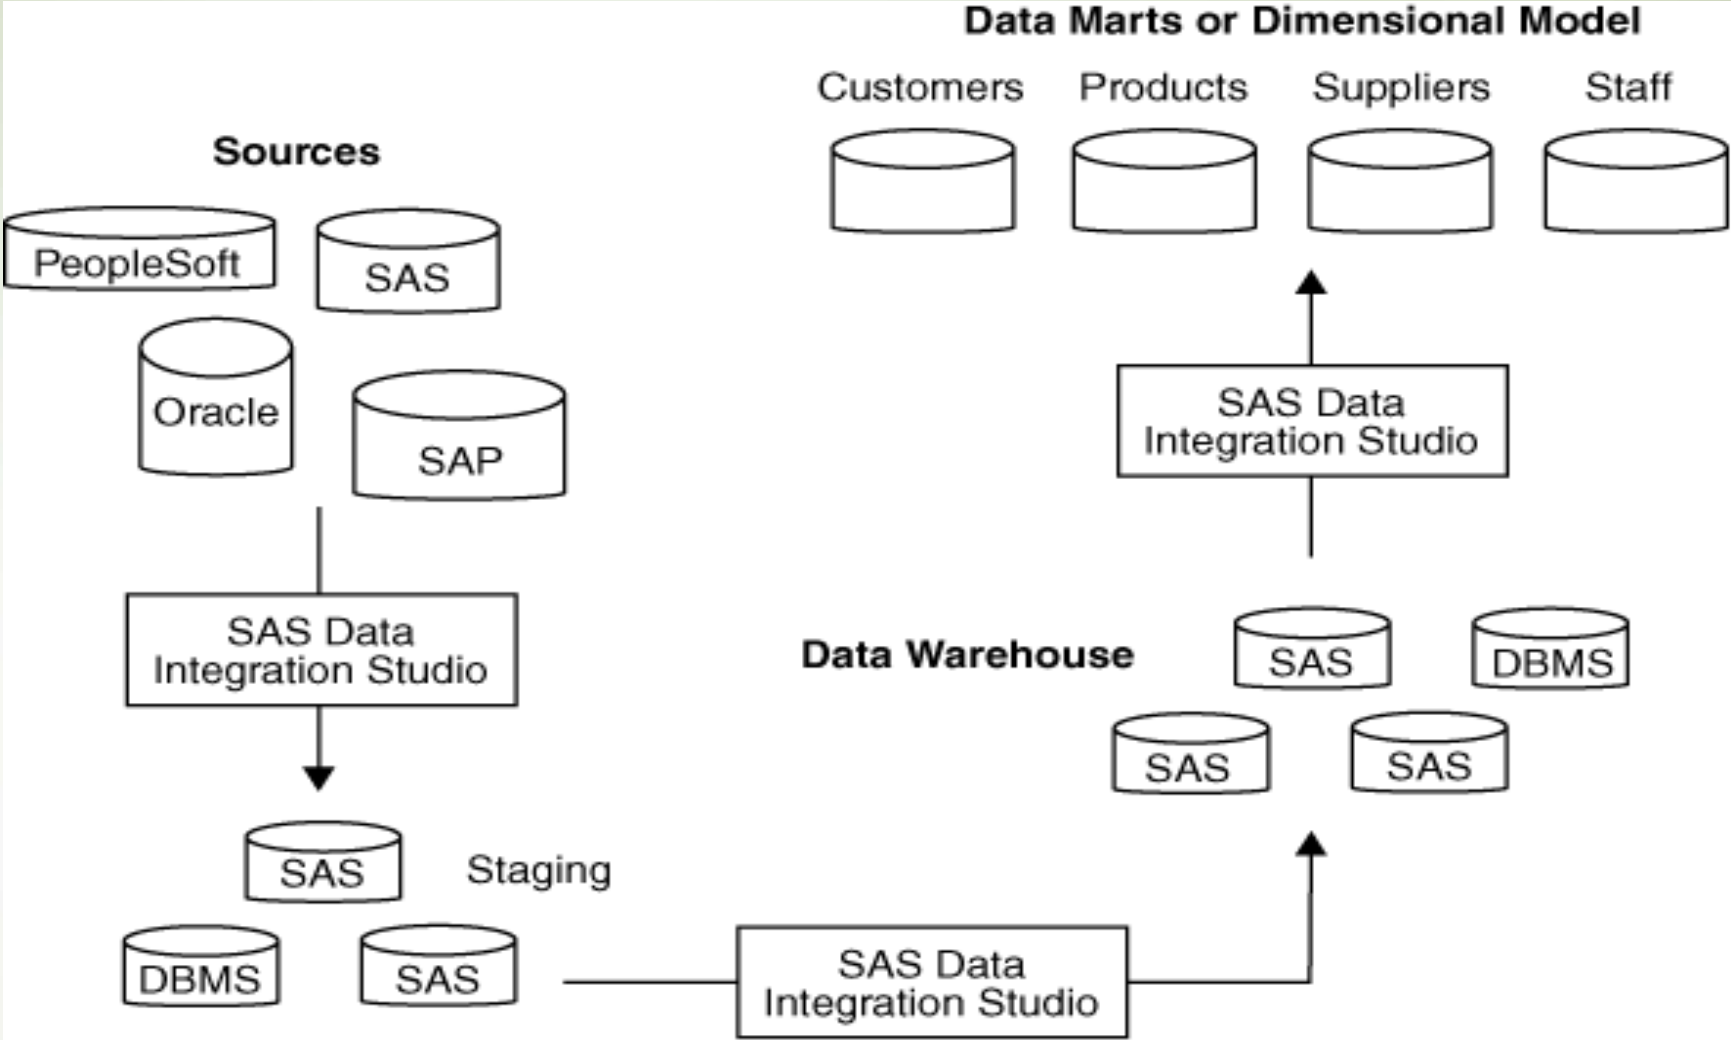 Data Marts or Dimensional Model
Customers Products Suppliers Staff
Sources
PeopleSoft
SAS
Oracle
SAP
SAS Data
Integration Studio
SAS
Staging
DBMS
SAS
SAS Data
Integration Studio
Data Warehouse
SAS
DBMS
SAS
SAS
SAS Data
Integration Studio